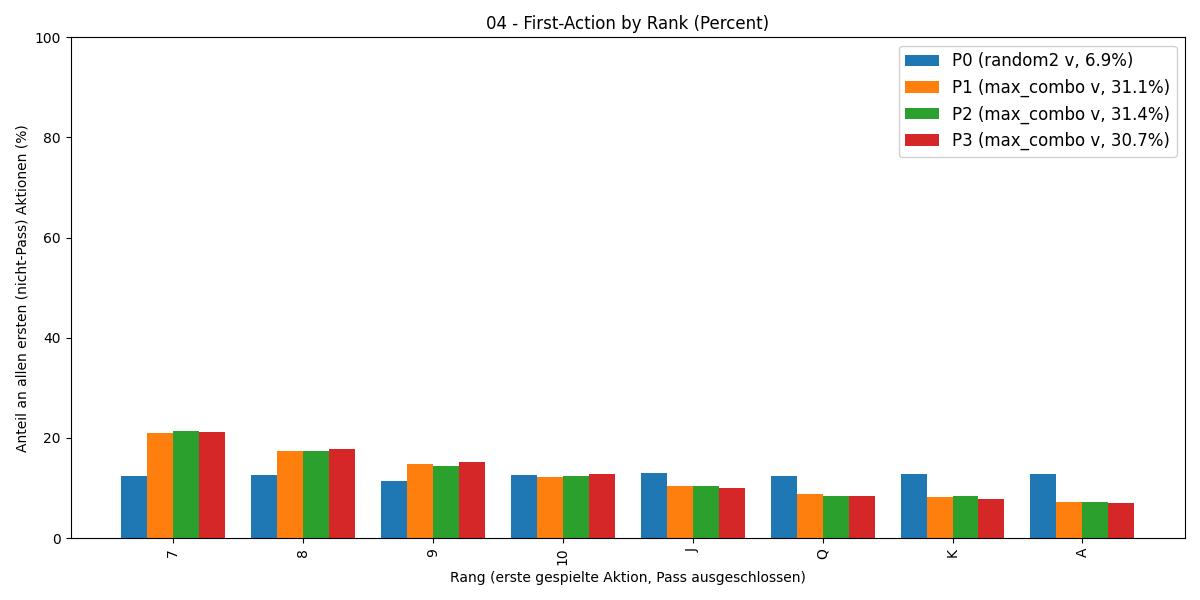 04 - First-Action by Rank (Percent)
P0 (random2 v, 6.9%)
P1 (max_combo v, 31.1%)
P2 (max_combo v, 31.4%)
P3 (max_combo v, 30.7%)
Anteil an allen ersten (nicht-Pass) Aktionen (%)
100
80
60
40
20
0
7 8 9 10 J Q K A
Rang (erste gespielte Aktion, Pass ausgeschlossen)